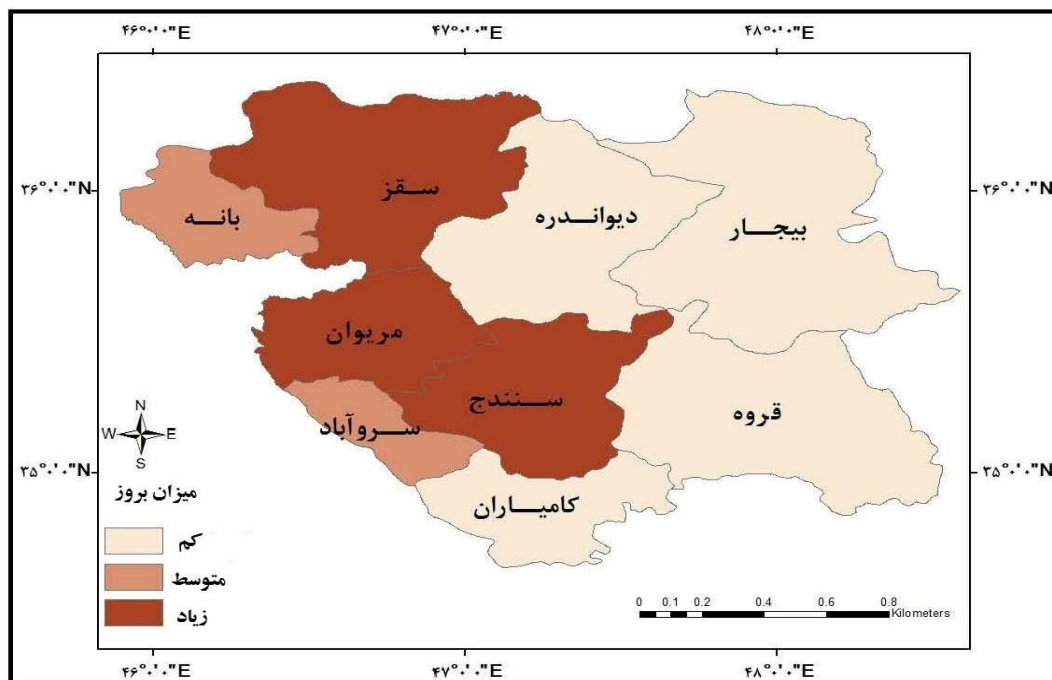 ۴۶°۰'۰"E ۴۷°۰'۰"E ۴۸°۰'۰"E
۳۶°۰'۰"N ۳۶°۰'۰"N
سقز
بانه
دیواندره
بیجار
مریوان
سنندج
قروه
سروآباد
N
W E
S
۳۵°۰'۰"N ۳۵°۰'۰"N
کامیاران
میزان بروز
کم
متوسط
زیاد
0 0.1 0.2 0.4 0.6 0.8
Kilometers
۴۶°۰'۰"E ۴۷°۰'۰"E ۴۸°۰'۰"E